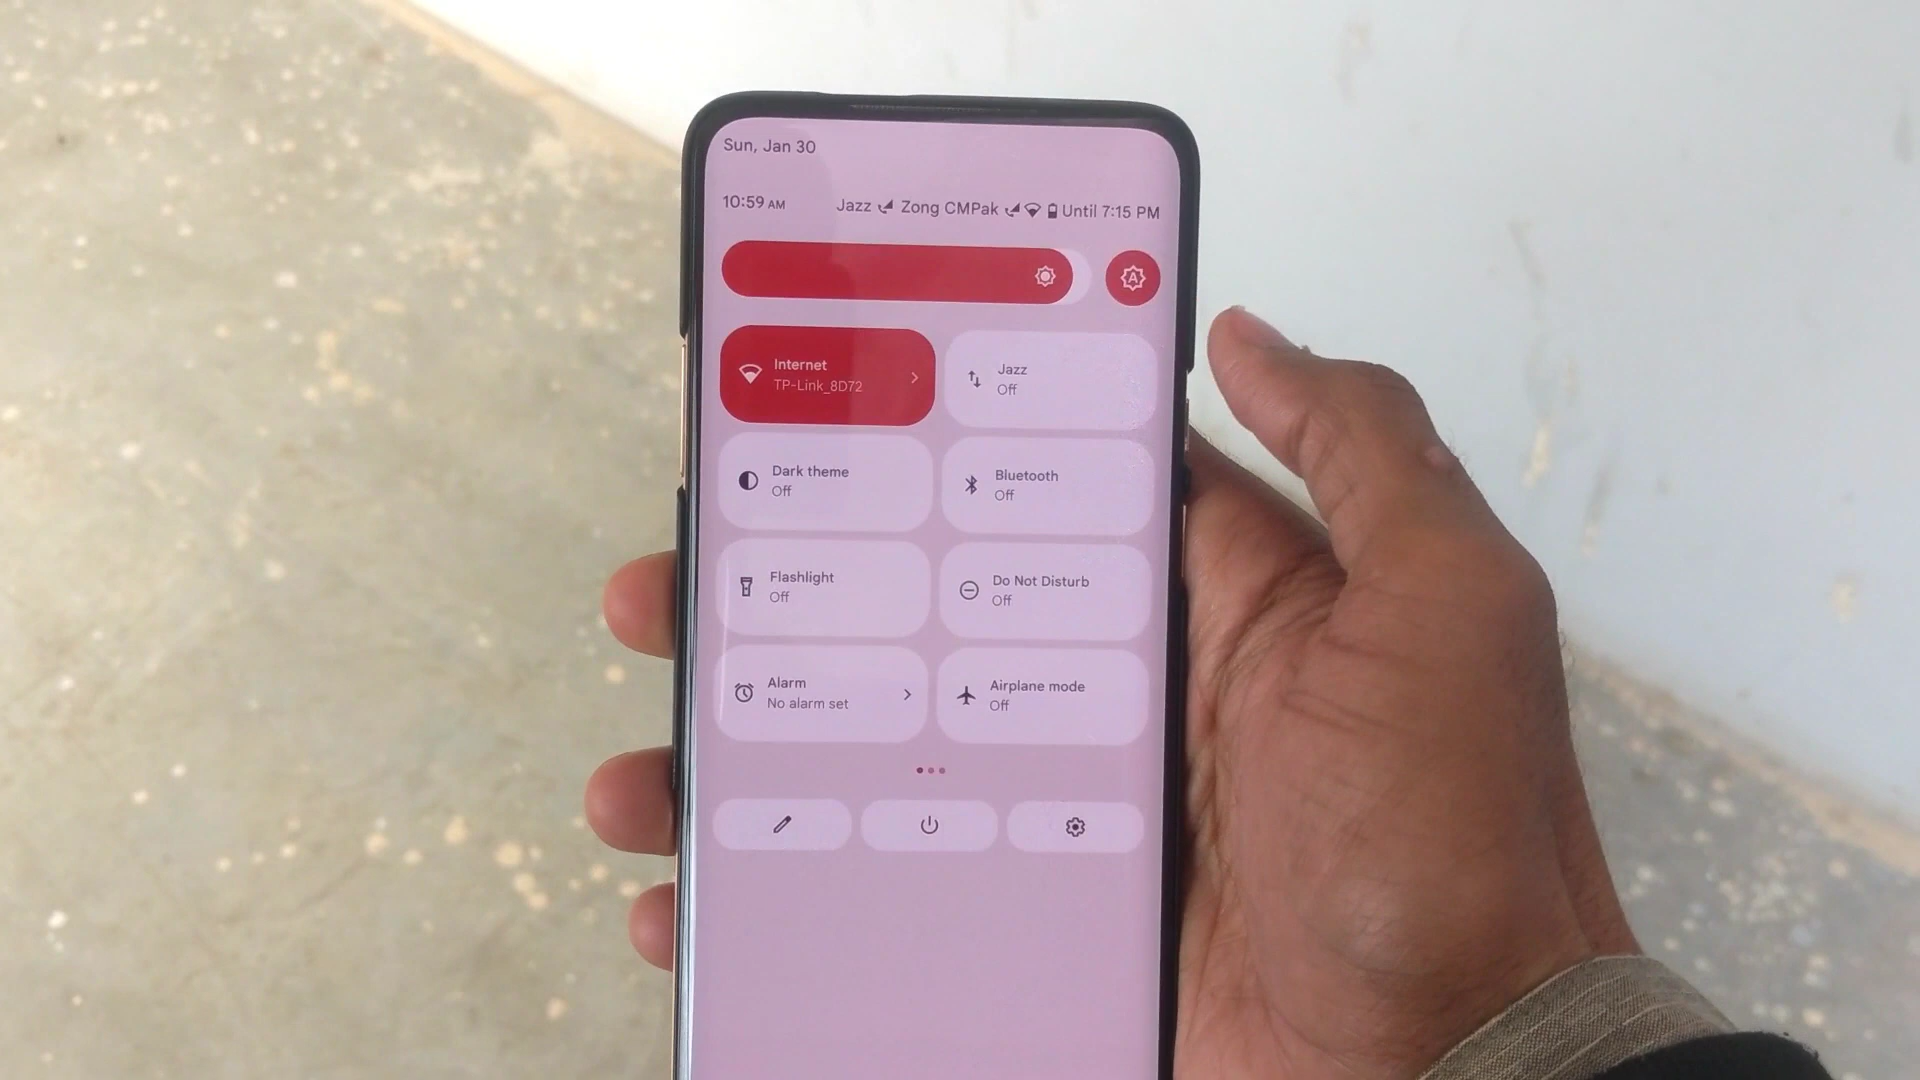 Sun, Jan 30
10:59 AM Jazz Zong CMPak Until 7:15 PM
A
Internet
TP-Link_8D72
Jazz
Off
Dark theme
Off
Bluetooth
Off
Flashlight
Off
Do Not Disturb
Off
Alarm
No alarm set
Airplane mode
Off